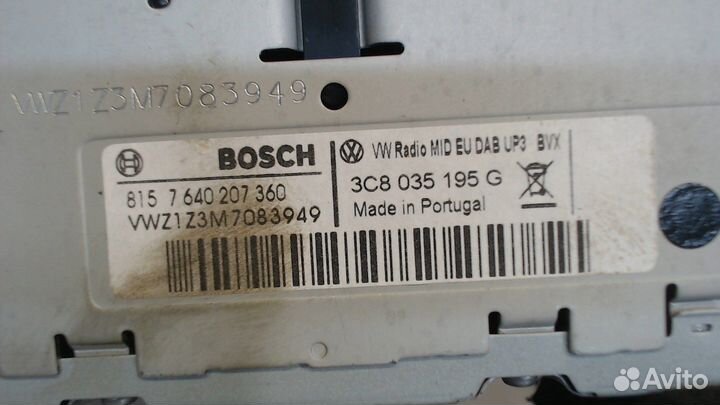 VWZ1Z3M7083949
BOSCH
815 7 640 207 360
VWZ1Z3M7083949
VW Radio MID EU DAB UP3 BVX
3C8 035 195 G
Made in Portugal
Avito